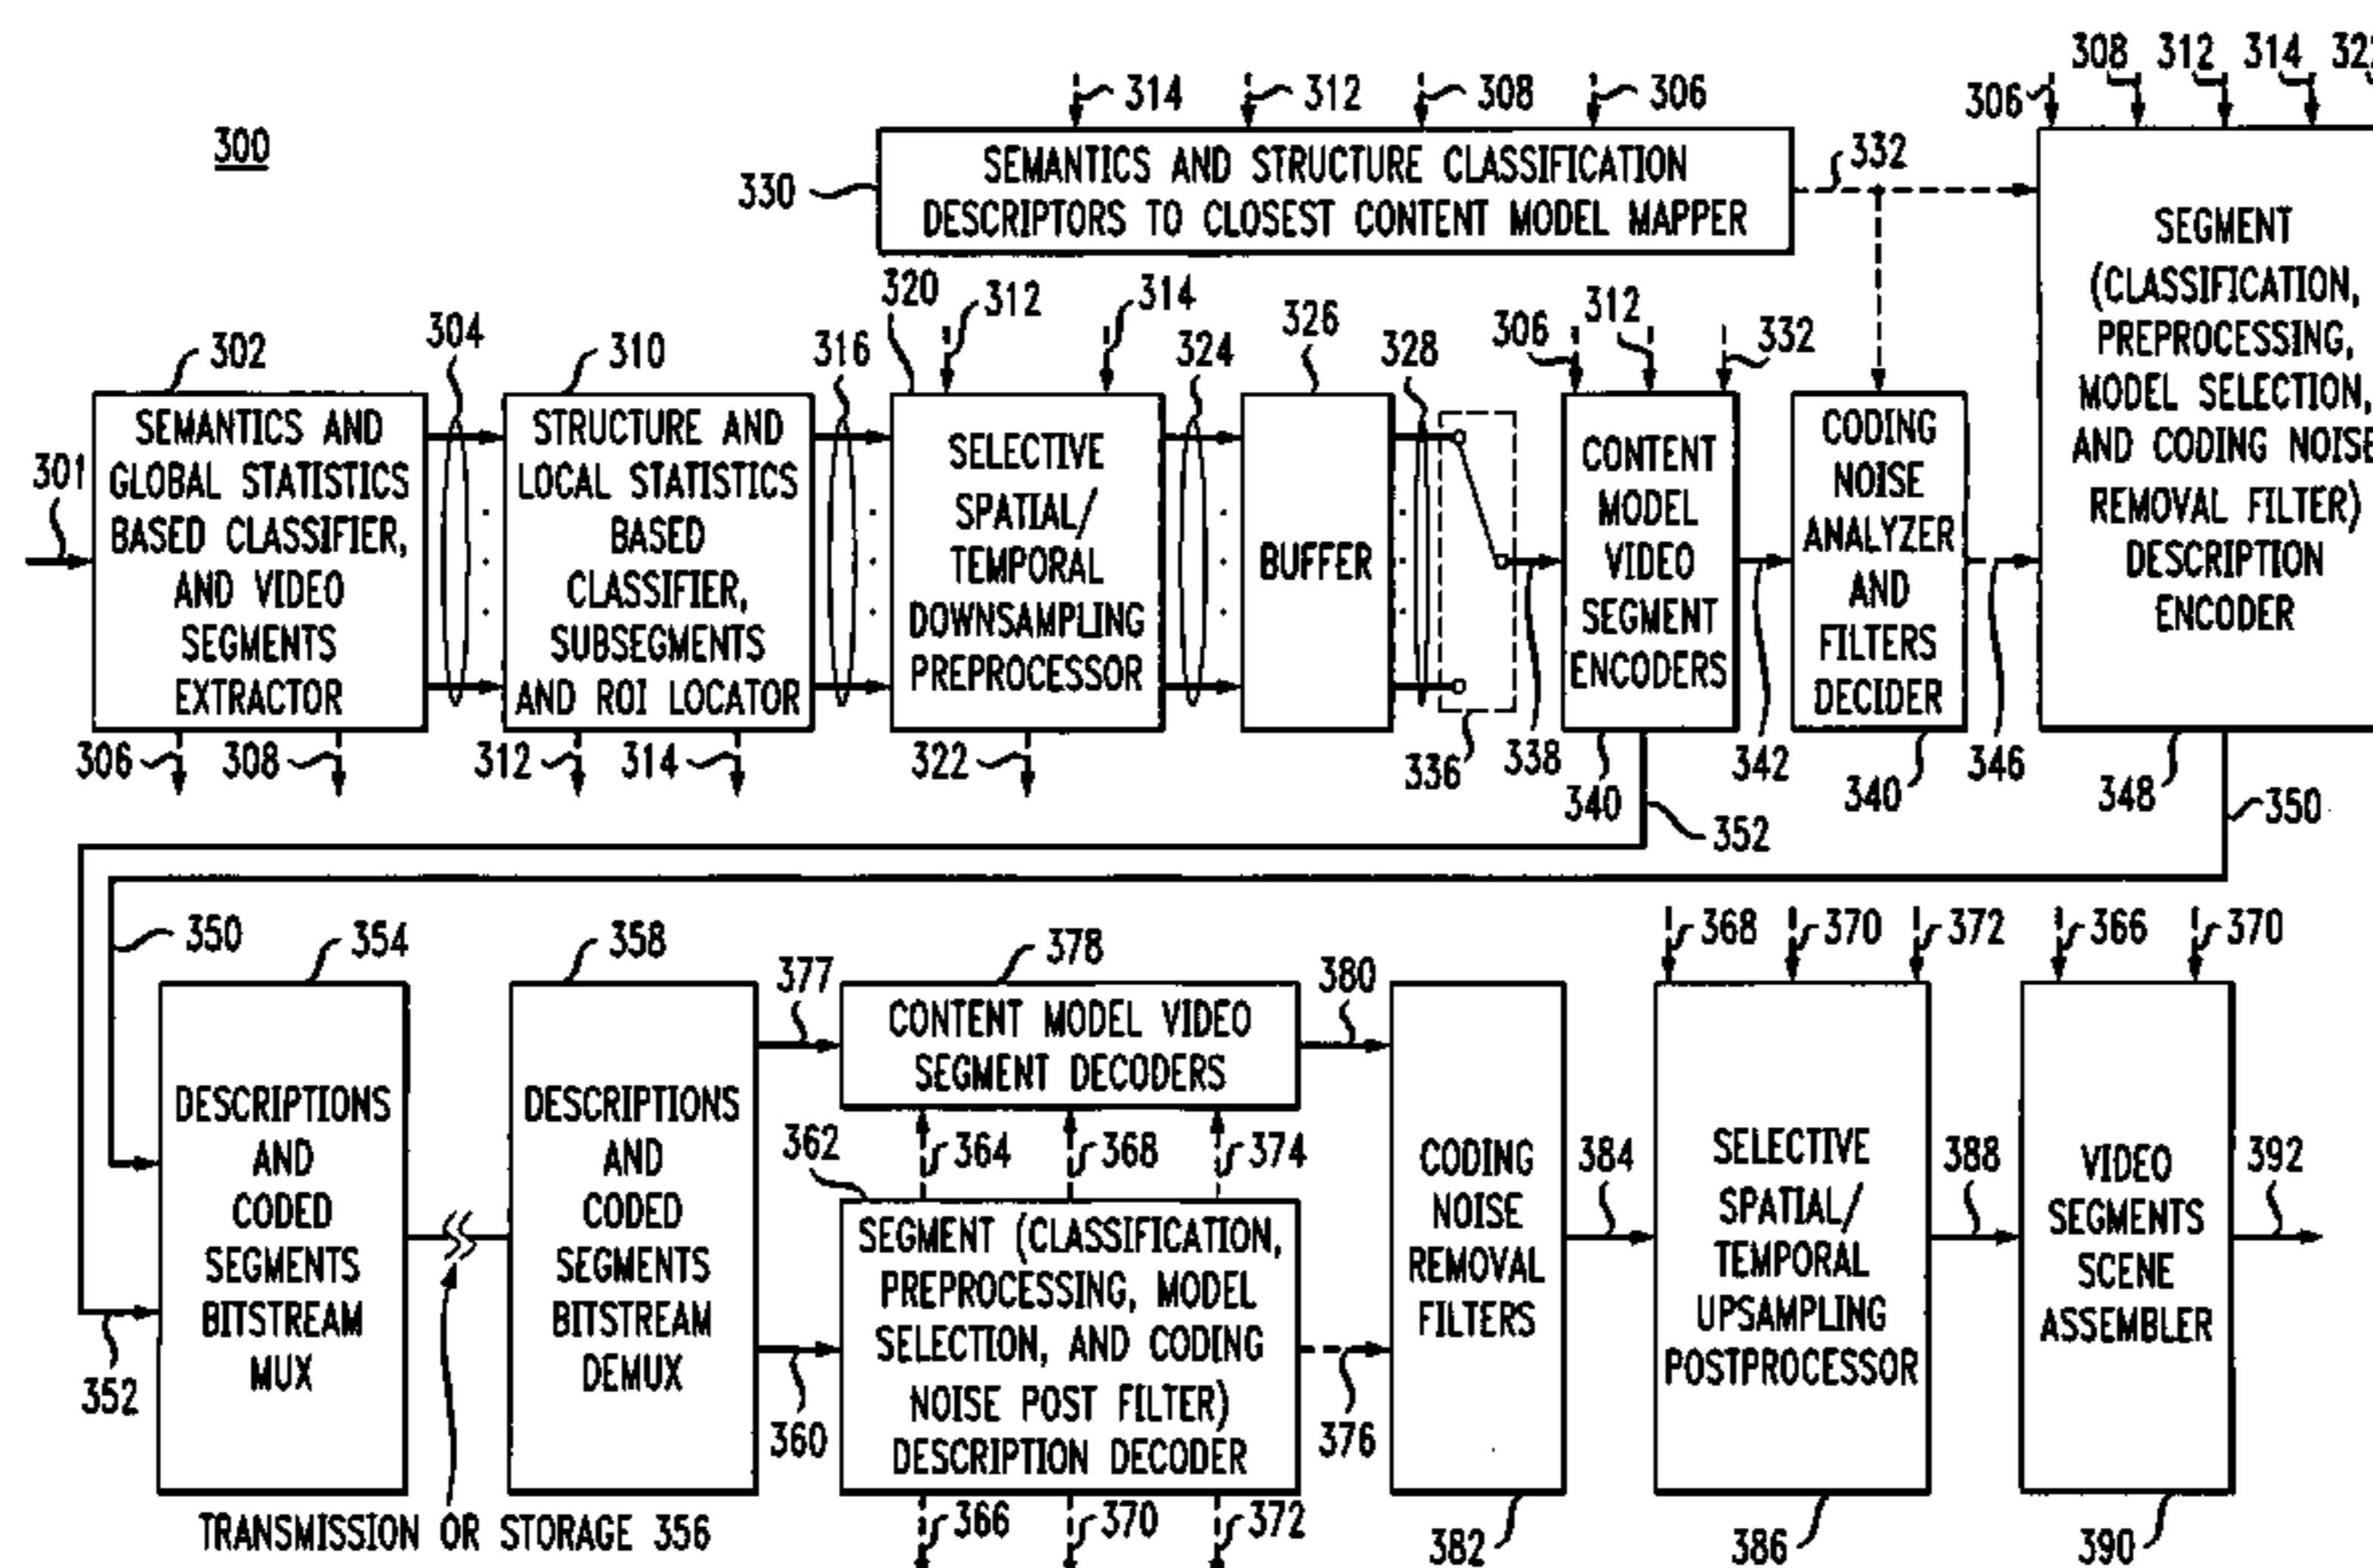 300
314
312
308
306
308
312
314
306
330
SEMANTICS AND STRUCTURE CLASSIFICATION
DESCRIPTORS TO CLOSEST CONTENT MODEL MAPPER
332
SEGMENT
(CLASSIFICATION,
PREPROCESSING,
MODEL SELECTION,
AND CODING NOISE
REMOVAL FILTER)
DESCRIPTION
ENCODER
301
302
SEMANTICS AND
GLOBAL STATISTICS
BASED CLASSIFIER,
AND VIDEO
SEGMENTS
EXTRACTOR
304
310
STRUCTURE AND
LOCAL STATISTICS
BASED
CLASSIFIER,
SUBSEGMENTS
AND ROI LOCATOR
316
320
312
314
SELECTIVE
SPATIAL/
TEMPORAL
DOWNSAMPLING
PREPROCESSOR
324
326
BUFFER
328
306
312
332
CONTENT
MODEL
VIDEO
SEGMENT
ENCODERS
CODING
NOISE
ANALYZER
AND
FILTERS
DECIDER
306
308
312
314
322
336
338
340
342
340
346
348
350
352
350
354
DESCRIPTIONS
AND
CODED
SEGMENTS
BITSTREAM
MUX
352
TRANSMISSION OR STORAGE 356
358
DESCRIPTIONS
AND
CODED
SEGMENTS
BITSTREAM
DEMUX
377
360
378
CONTENT MODEL VIDEO
SEGMENT DECODERS
380
362
364
368
374
SEGMENT (CLASSIFICATION,
PREPROCESSING, MODEL
SELECTION, AND CODING
NOISE POST FILTER)
DESCRIPTION DECODER
376
366
370
372
CODING
NOISE
REMOVAL
FILTERS
382
384
368
370
372
SELECTIVE
SPATIAL/
TEMPORAL
UPSAMPLING
POSTPROCESSOR
386
388
366
370
VIDEO
SEGMENTS
SCENE
ASSEMBLER
390
392